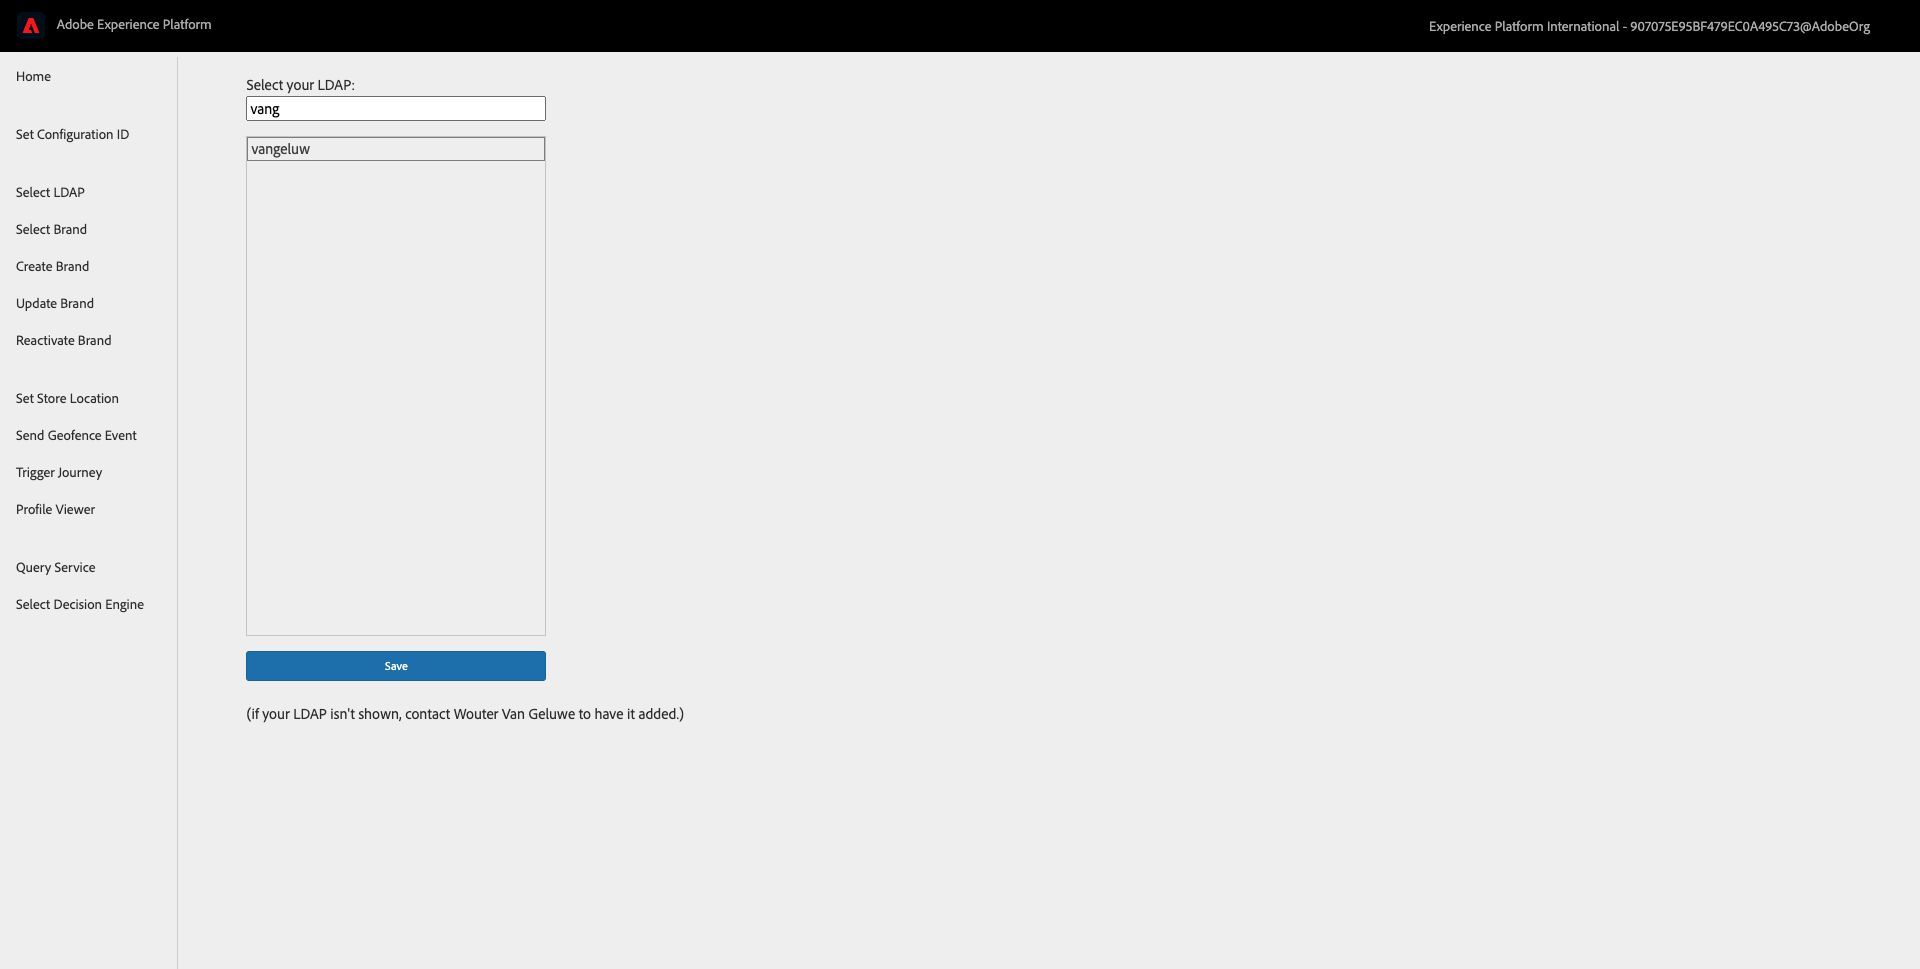 Adobe Experience Platform
Experience Platform International - 907075E95BF479EC0A495C73@AdobeOrg
Home
Set Configuration ID
Select LDAP
Select Brand
Create Brand
Update Brand
Reactivate Brand
Set Store Location
Send Geofence Event
Trigger Journey
Profile Viewer
Query Service
Select Decision Engine
Select your LDAP:
vang
vangeluw
Save
(if your LDAP isn't shown, contact Wouter Van Geluwe to have it added.)